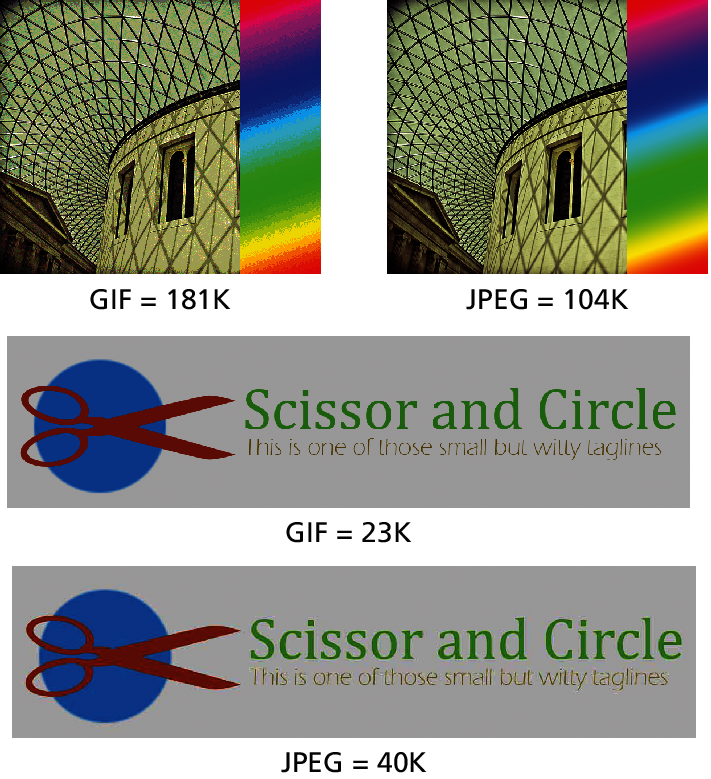 GIF = 181K
JPEG = 104K
Scissor and Circle
This is one of those small but witty taglines
GIF = 23K
Scissor and Circle
This is one of those small but witty taglines
JPEG = 40K